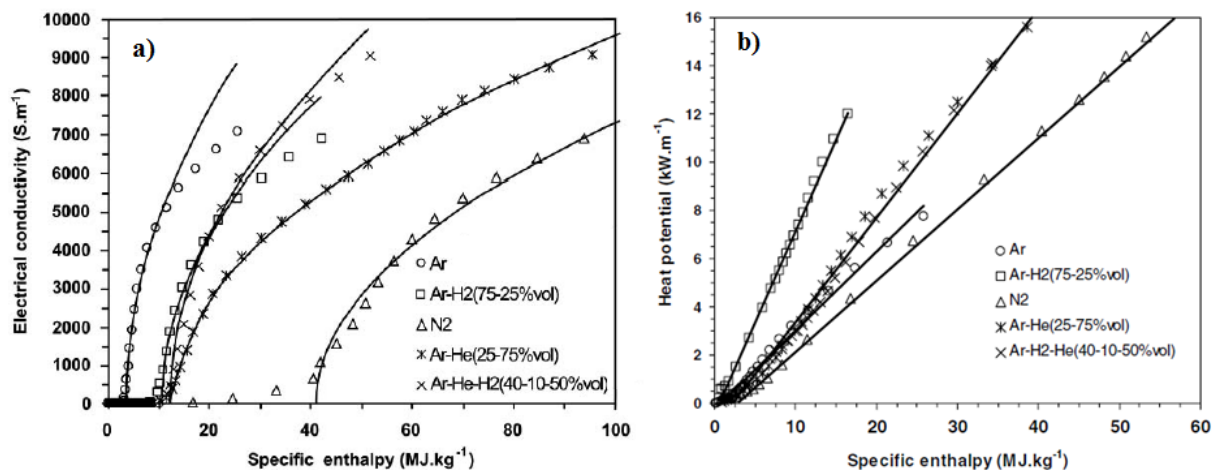 a)
Electrical conductivity (S.m-1)
10000
9000
8000
7000
6000
5000
4000
3000
2000
1000
0
Ar
Ar-H2(75-25%vol)
N2
Ar-He(25-75%vol)
Ar-He-H2(40-10-50%vol)
0 20 40 60 80 100
Specific enthalpy (MJ.kg-1)
b)
Heat potential (kW.m-1)
16
14
12
10
8
6
4
2
0
Ar
Ar-H2(75-25%vol)
N2
Ar-He(25-75%vol)
Ar-H2-He(40-10-50%vol)
0 10 20 30 40 50 60
Specific enthalpy (MJ.kg-1)